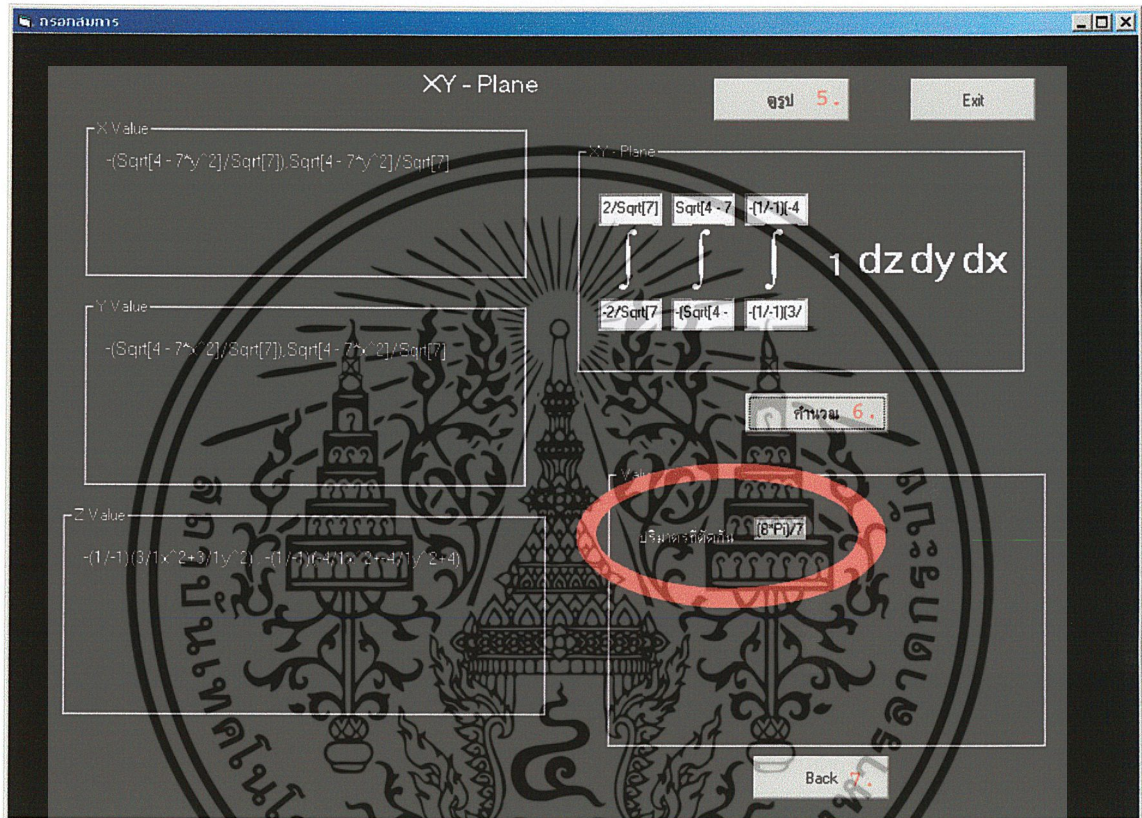 กรอกสมการ
XY - Plane
ดูรูป 5.
Exit
X Value
-(Sqrt[4 - 7*y^2]/Sqrt[7]),Sqrt[4 - 7*y^2]/Sqrt[7]
XY - Plane
2/Sqrt[7] Sqrt[4 - 7 -(1/-1)(-4
∫ ∫ ∫ 1 dz dy dx
-2/Sqrt[7 -(Sqrt[4 - -(1/-1)(3/
Y Value
-(Sqrt[4 - 7*x^2]/Sqrt[7]),Sqrt[4 - 7*x^2]/Sqrt[7]
คำนวณ 6.
Value
ปริมาตรที่ตัดกัน (8*Pi)/7
Z Value
-(1/-1)(3/1x^2+3/1y^2) , -(1/-1)(-4/1x^2+-4/1y^2+4)
Back 7.